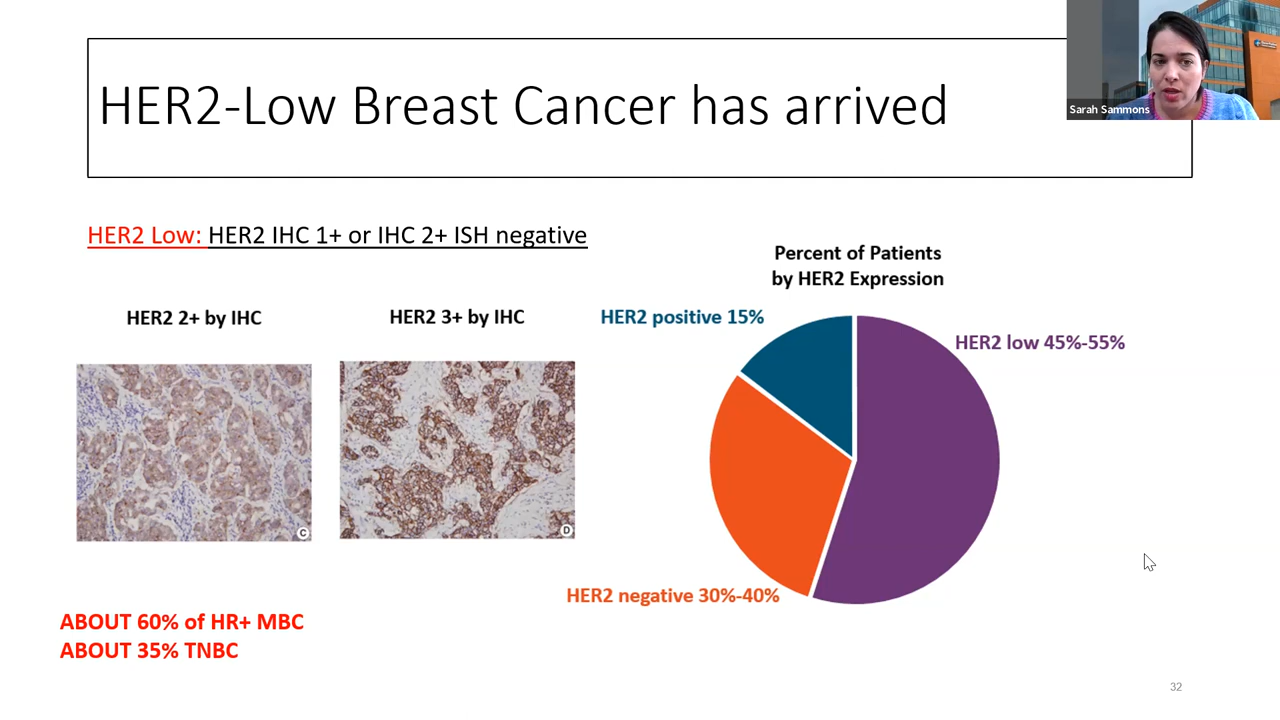 HER2-Low Breast Cancer has arrived
Sarah Sammons
HER2 Low: HER2 IHC 1+ or IHC 2+ ISH negative
HER2 2+ by IHC
HER2 3+ by IHC
C
D
Percent of Patients
by HER2 Expression
HER2 positive 15%
HER2 low 45%-55%
HER2 negative 30%-40%
ABOUT 60% of HR+ MBC
ABOUT 35% TNBC
32